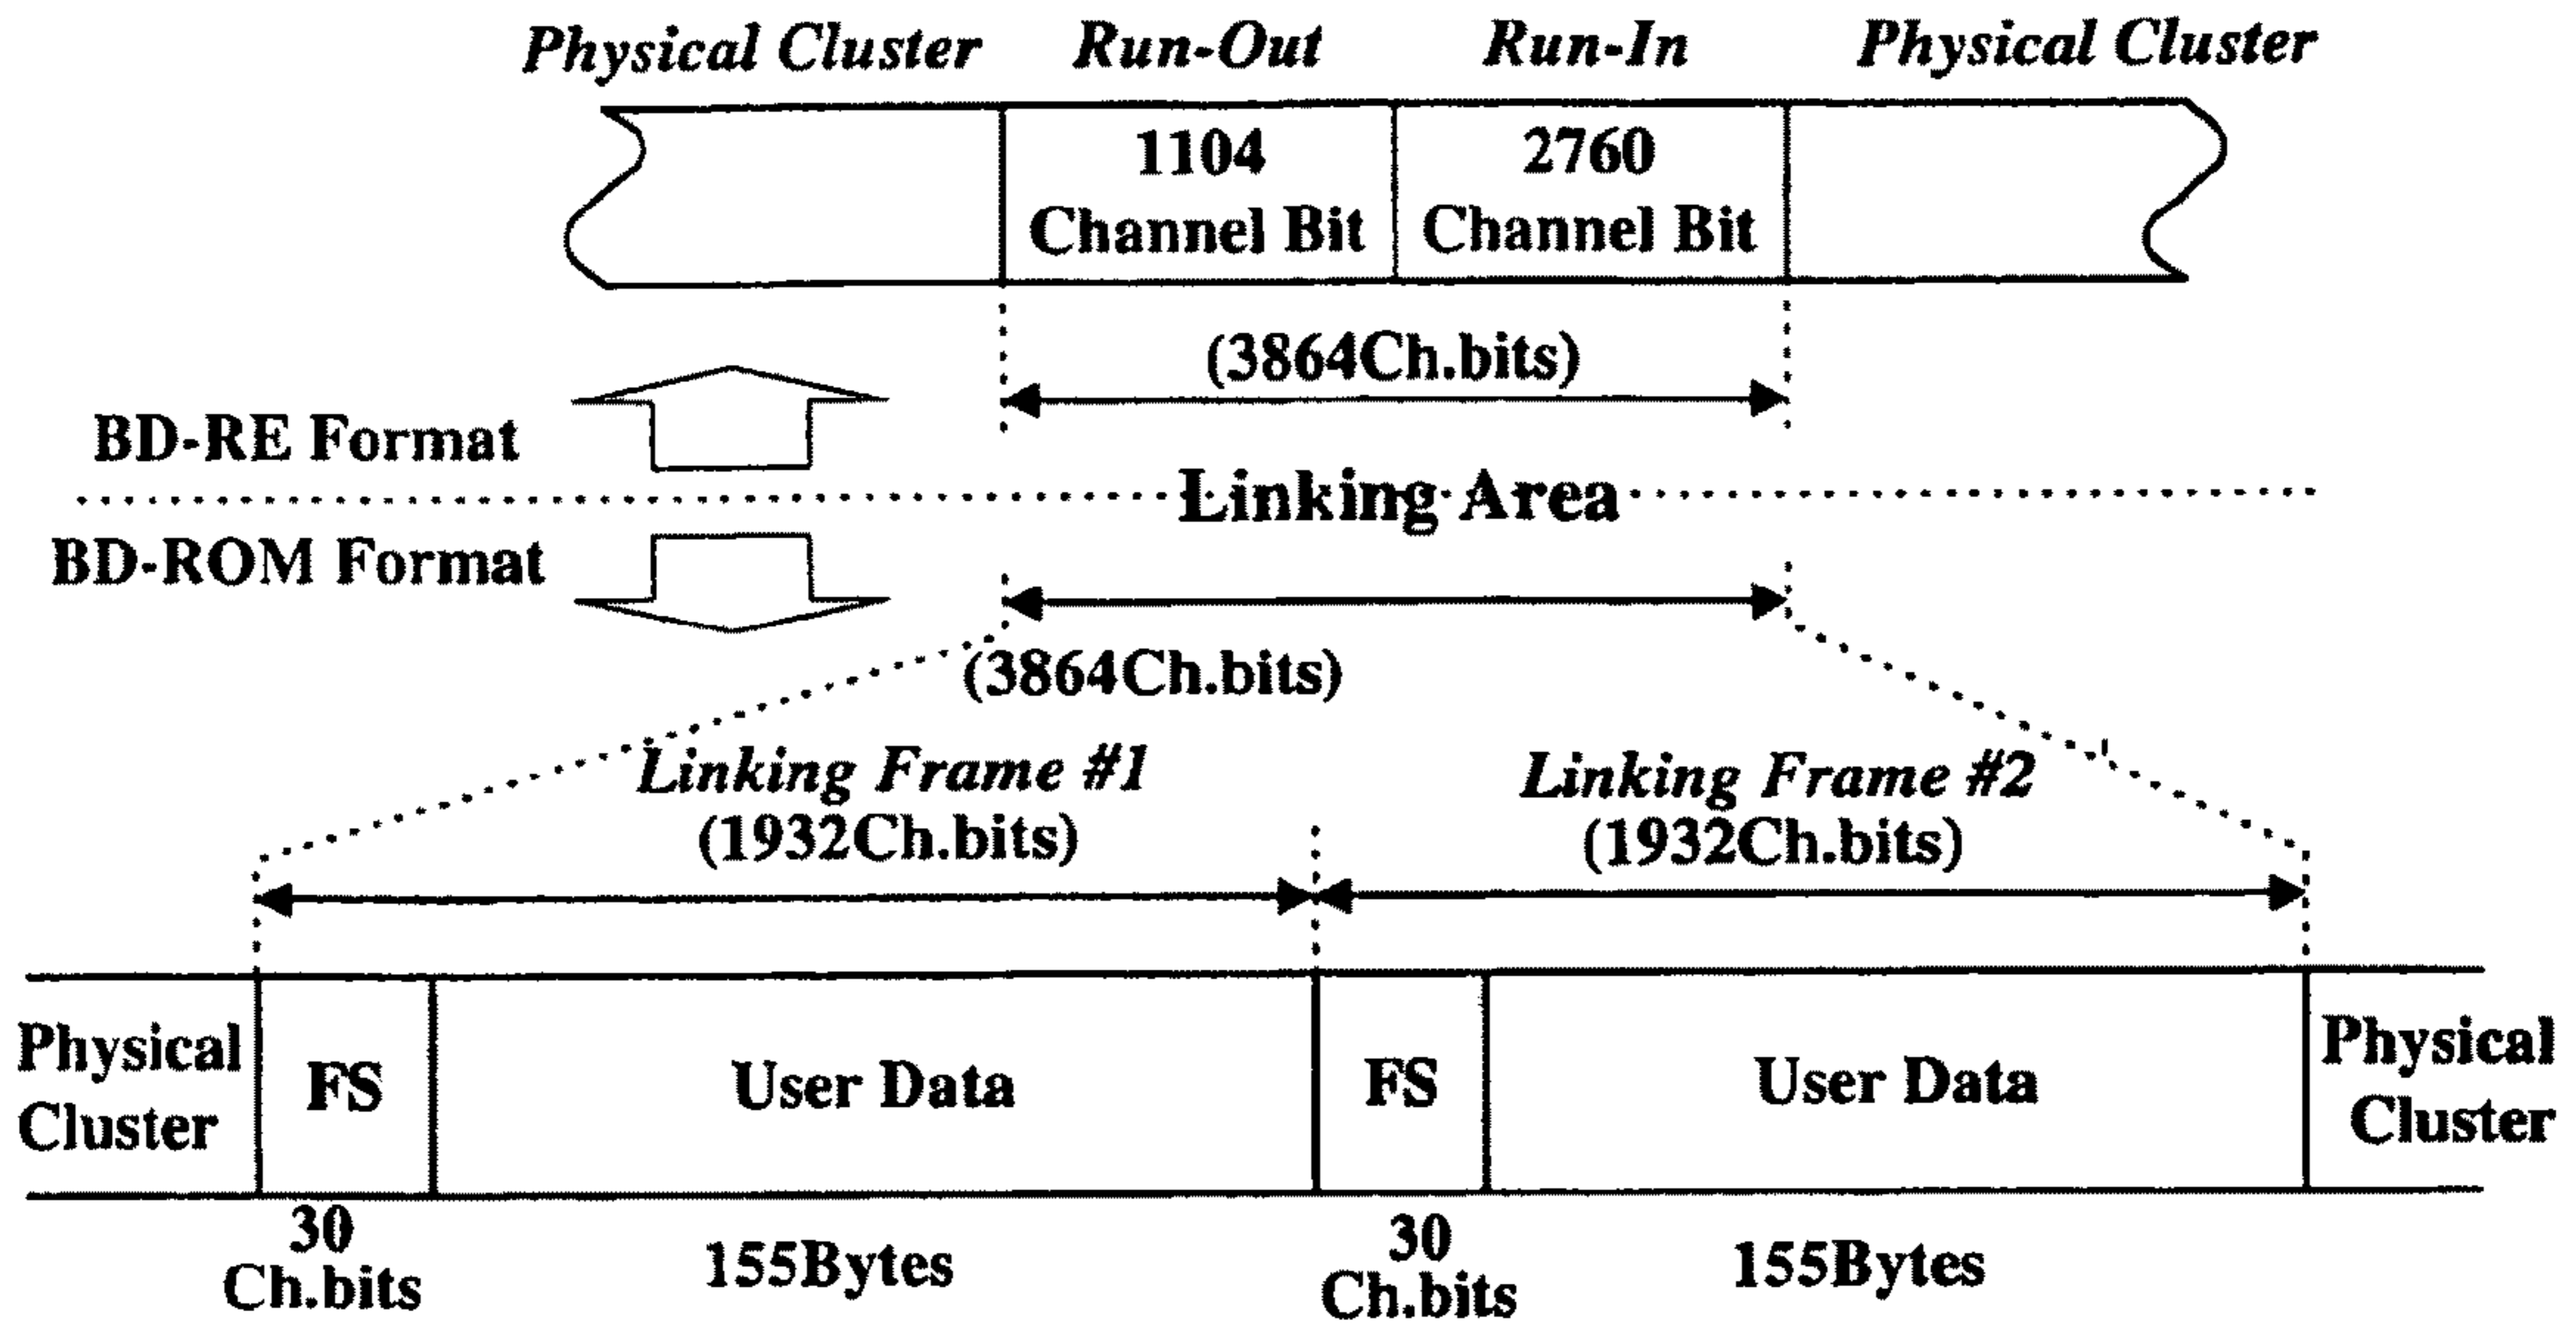 Physical Cluster Run-Out Run-In Physical Cluster
1104
Channel Bit
2760
Channel Bit
(3864Ch.bits)
BD-RE Format
Linking Area
BD-ROM Format
(3864Ch.bits)
Linking Frame #1
(1932Ch.bits)
Linking Frame #2
(1932Ch.bits)
Physical
Cluster
FS
User Data
FS
User Data
Physical
Cluster
30
Ch.bits
155Bytes
30
Ch.bits
155Bytes